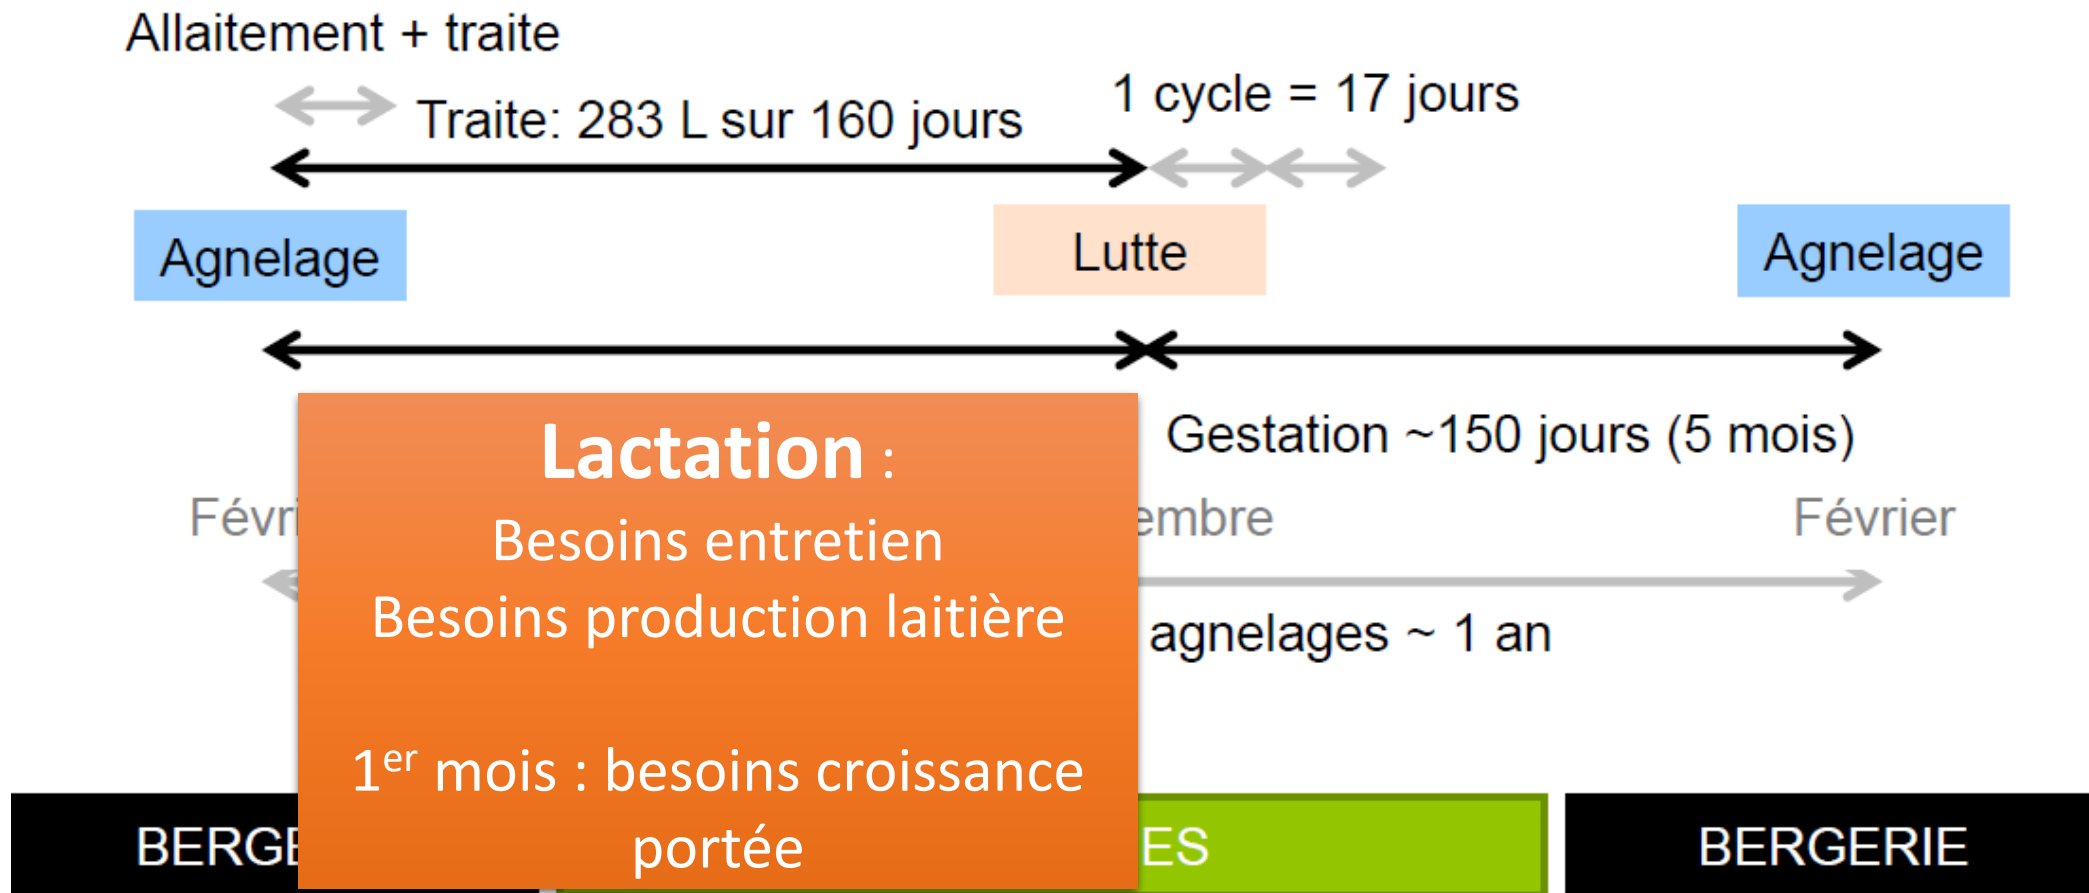 Allaitement + traite
Traite: 283 L sur 160 jours
1 cycle = 17 jours
Agnelage
Lutte
Agnelage
Lactation :
Besoins entretien
Besoins production laitière
1er mois : besoins croissance
portée
Gestation ~150 jours (5 mois)
Févri
embre
Février
agnelages ~ 1 an
BERGE
ES
BERGERIE